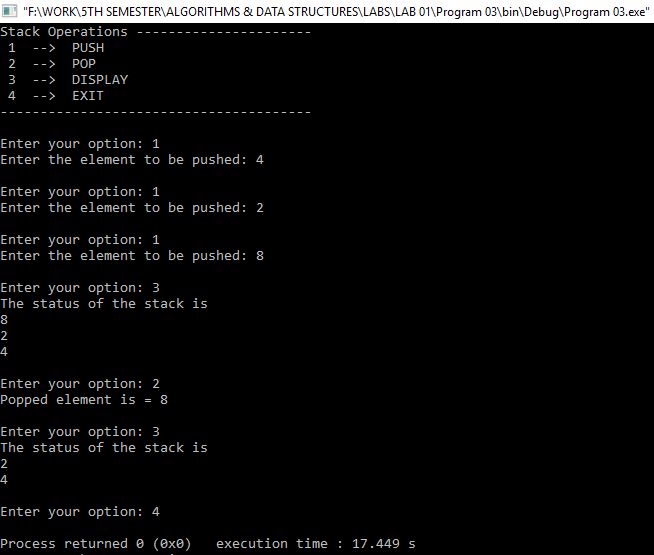 "F:\WORK\5TH SEMESTER\ALGORITHMS & DATA STRUCTURES\LABS\LAB 01\Program 03\bin\Debug\Program 03.exe"
Stack Operations ----------------------
1 --> PUSH
2 --> POP
3 --> DISPLAY
4 --> EXIT
---------------------------------------
Enter your option: 1
Enter the element to be pushed: 4
Enter your option: 1
Enter the element to be pushed: 2
Enter your option: 1
Enter the element to be pushed: 8
Enter your option: 3
The status of the stack is
8
2
4
Enter your option: 2
Popped element is = 8
Enter your option: 3
The status of the stack is
2
4
Enter your option: 4
Process returned 0 (0x0)   execution time : 17.449 s